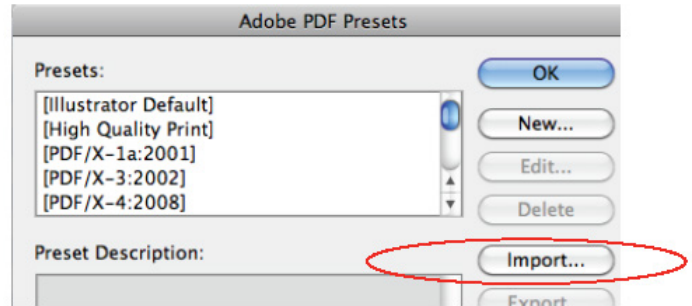 Adobe PDF Presets
Presets:
OK
[Illustrator Default]
[High Quality Print]
[PDF/X-1a:2001]
[PDF/X-3:2002]
[PDF/X-4:2008]
New...
Edit...
Delete
Preset Description:
Import...
Export...